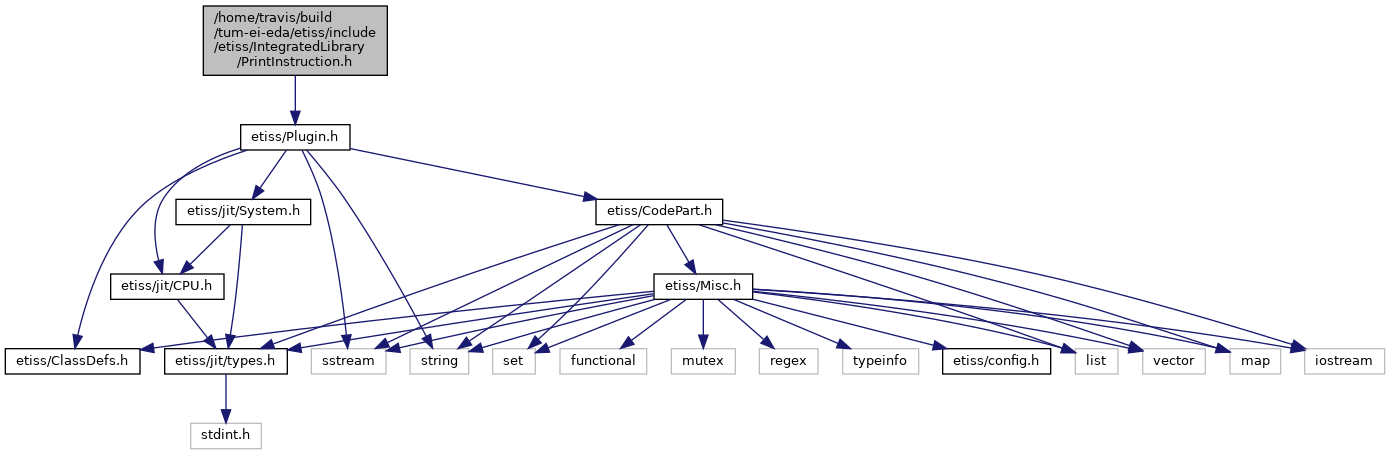 /home/travis/build
/tum-ei-eda/etiss/include
/etiss/IntegratedLibrary
/PrintInstruction.h
etiss/Plugin.h
etiss/jit/System.h
etiss/CodePart.h
etiss/jit/CPU.h
etiss/Misc.h
etiss/ClassDefs.h
etiss/jit/types.h
sstream
string
set
functional
mutex
regex
typeinfo
etiss/config.h
list
vector
map
iostream
stdint.h